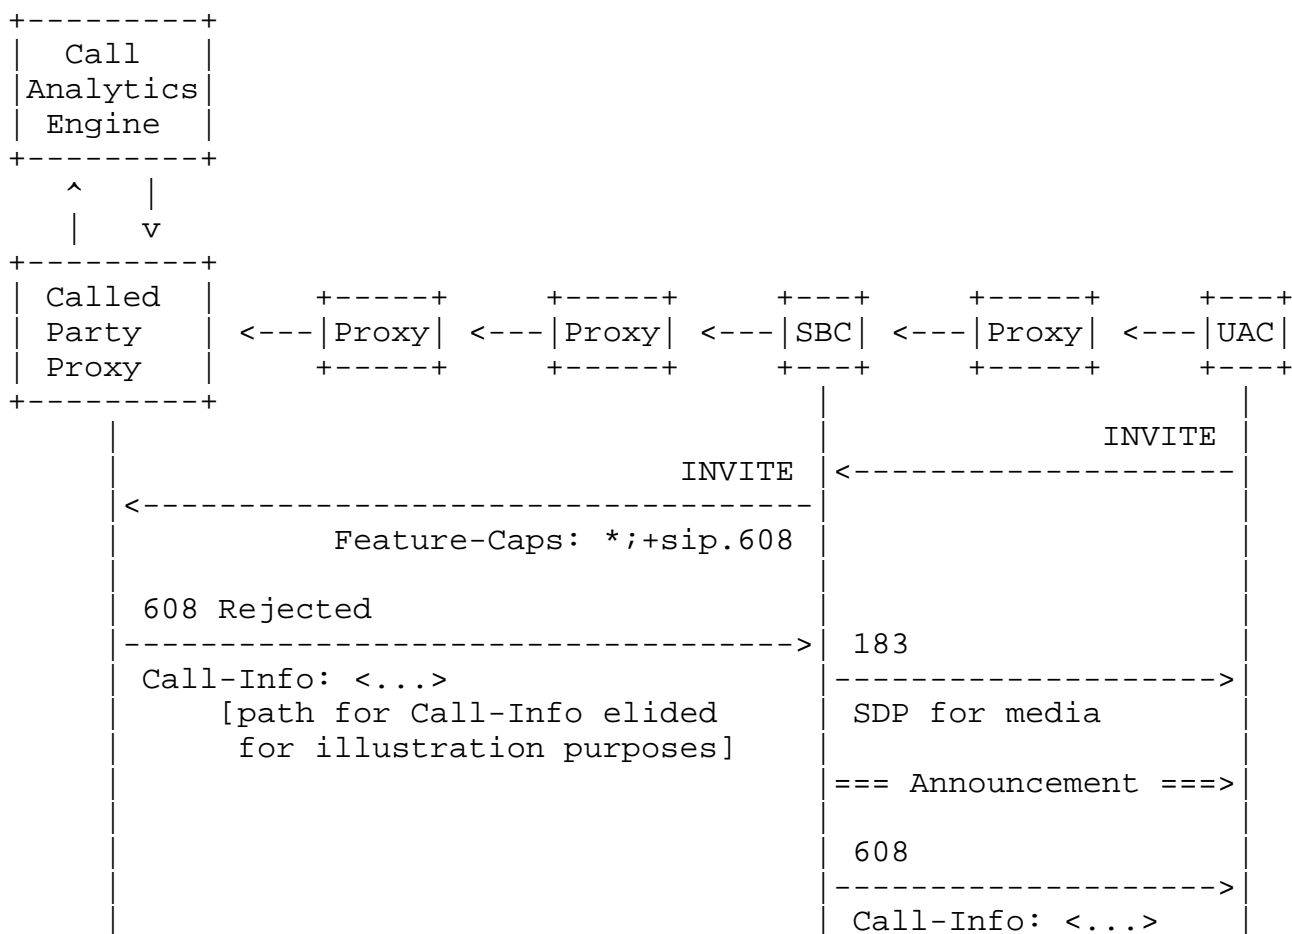 +---------+
|  Call   |
|Analytics|
| Engine  |
+---------+
   ^   |
   |   v
+---------+
| Called  |     +-----+     +-----+     +---+     +-----+     +---+
| Party   | <---|Proxy| <---|Proxy| <---|SBC| <---|Proxy| <---|UAC|
| Proxy   |     +-----+     +-----+     +---+     +-----+     +---+
+---------+                               |                     |
     |                                    |              INVITE |
     |                             INVITE |<--------------------|
     |<-----------------------------------|                     |
     |           Feature-Caps: *;+sip.608 |                     |
     |                                    |                     |
     | 608 Rejected                       |                     |
     |----------------------------------->| 183                 |
     | Call-Info: <...>                   |-------------------->|
     |     [path for Call-Info elided     | SDP for media       |
     |      for illustration purposes]    |                     |
     |                                    |=== Announcement ===>|
     |                                    |                     |
     |                                    | 608                 |
     |                                    |-------------------->|
     |                                    | Call-Info: <...>    |